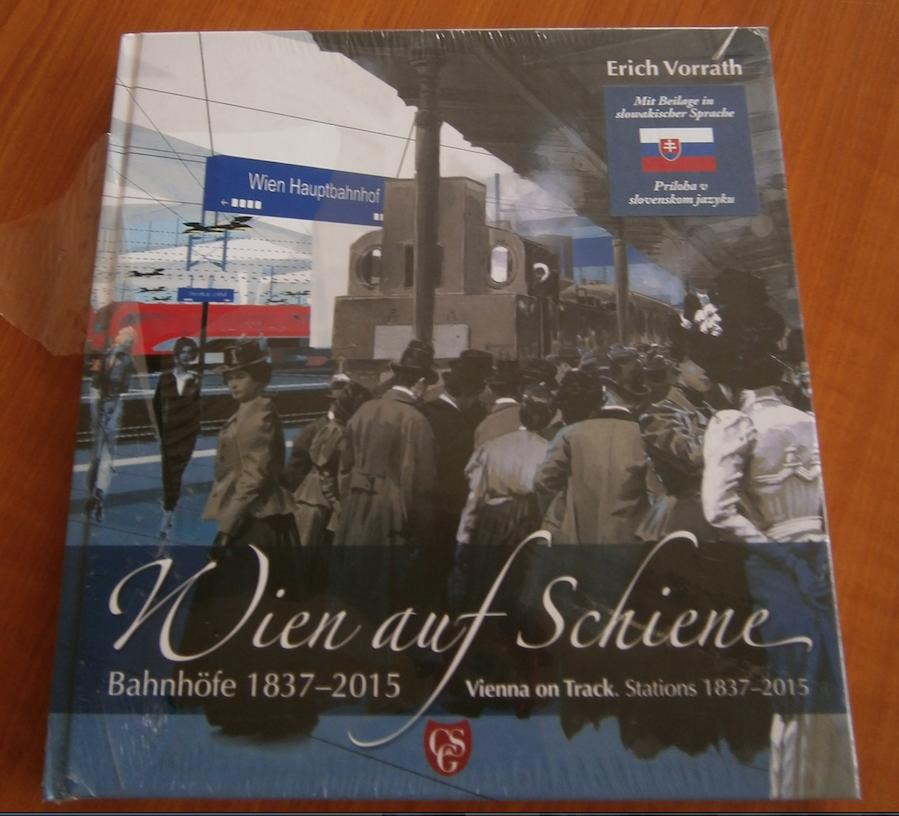 Erich Vorrath
Mit Beilage in
slowakischer Sprache
Príloha v
slovenskom jazyku
Wien Hauptbahnhof
Wien auf Schiene
Bahnhöfe 1837–2015
Vienna on Track. Stations 1837–2015
CSG